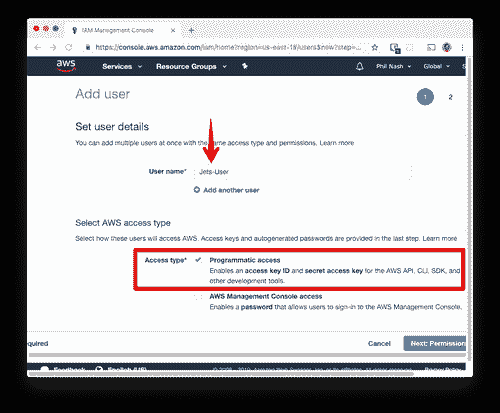 IAM Management Console
https://console.aws.amazon.com/iam/home?region=us-east-1#/users$new?step=...
aws Services Resource Groups Phil Nash Global
Add user 1 2
Set user details
You can add multiple users at once with the same access type and permissions. Learn more
User name* Jets-User
Add another user
Select AWS access type
Select how these users will access AWS. Access keys and autogenerated passwords are provided in the last step. Learn more
Access type* Programmatic access
Enables an access key ID and secret access key for the AWS API, CLI, SDK, and
other development tools.
AWS Management Console access
Enables a password that allows users to sign-in to the AWS Management Console.
equired Cancel Next: Permission
Feedback English (US)